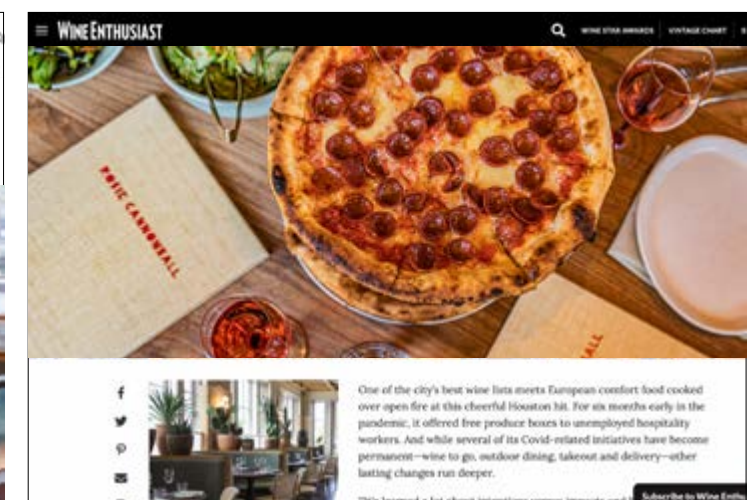 WINE ENTHUSIAST
WINE STAR AWARDS
VINTAGE CHART
ROSIE CANNONBALL
ALL
One of the city's best wine lists meets European comfort food cooked
over open fire at this cheerful Houston hit. For six months early in the
pandemic, it offered free produce boxes to unemployed hospitality
workers. And while several of its Covid-related initiatives have become
permanent—wine to go, outdoor dining, takeout and delivery—other
lasting changes run deeper.
Subscribe to Wine Enthu